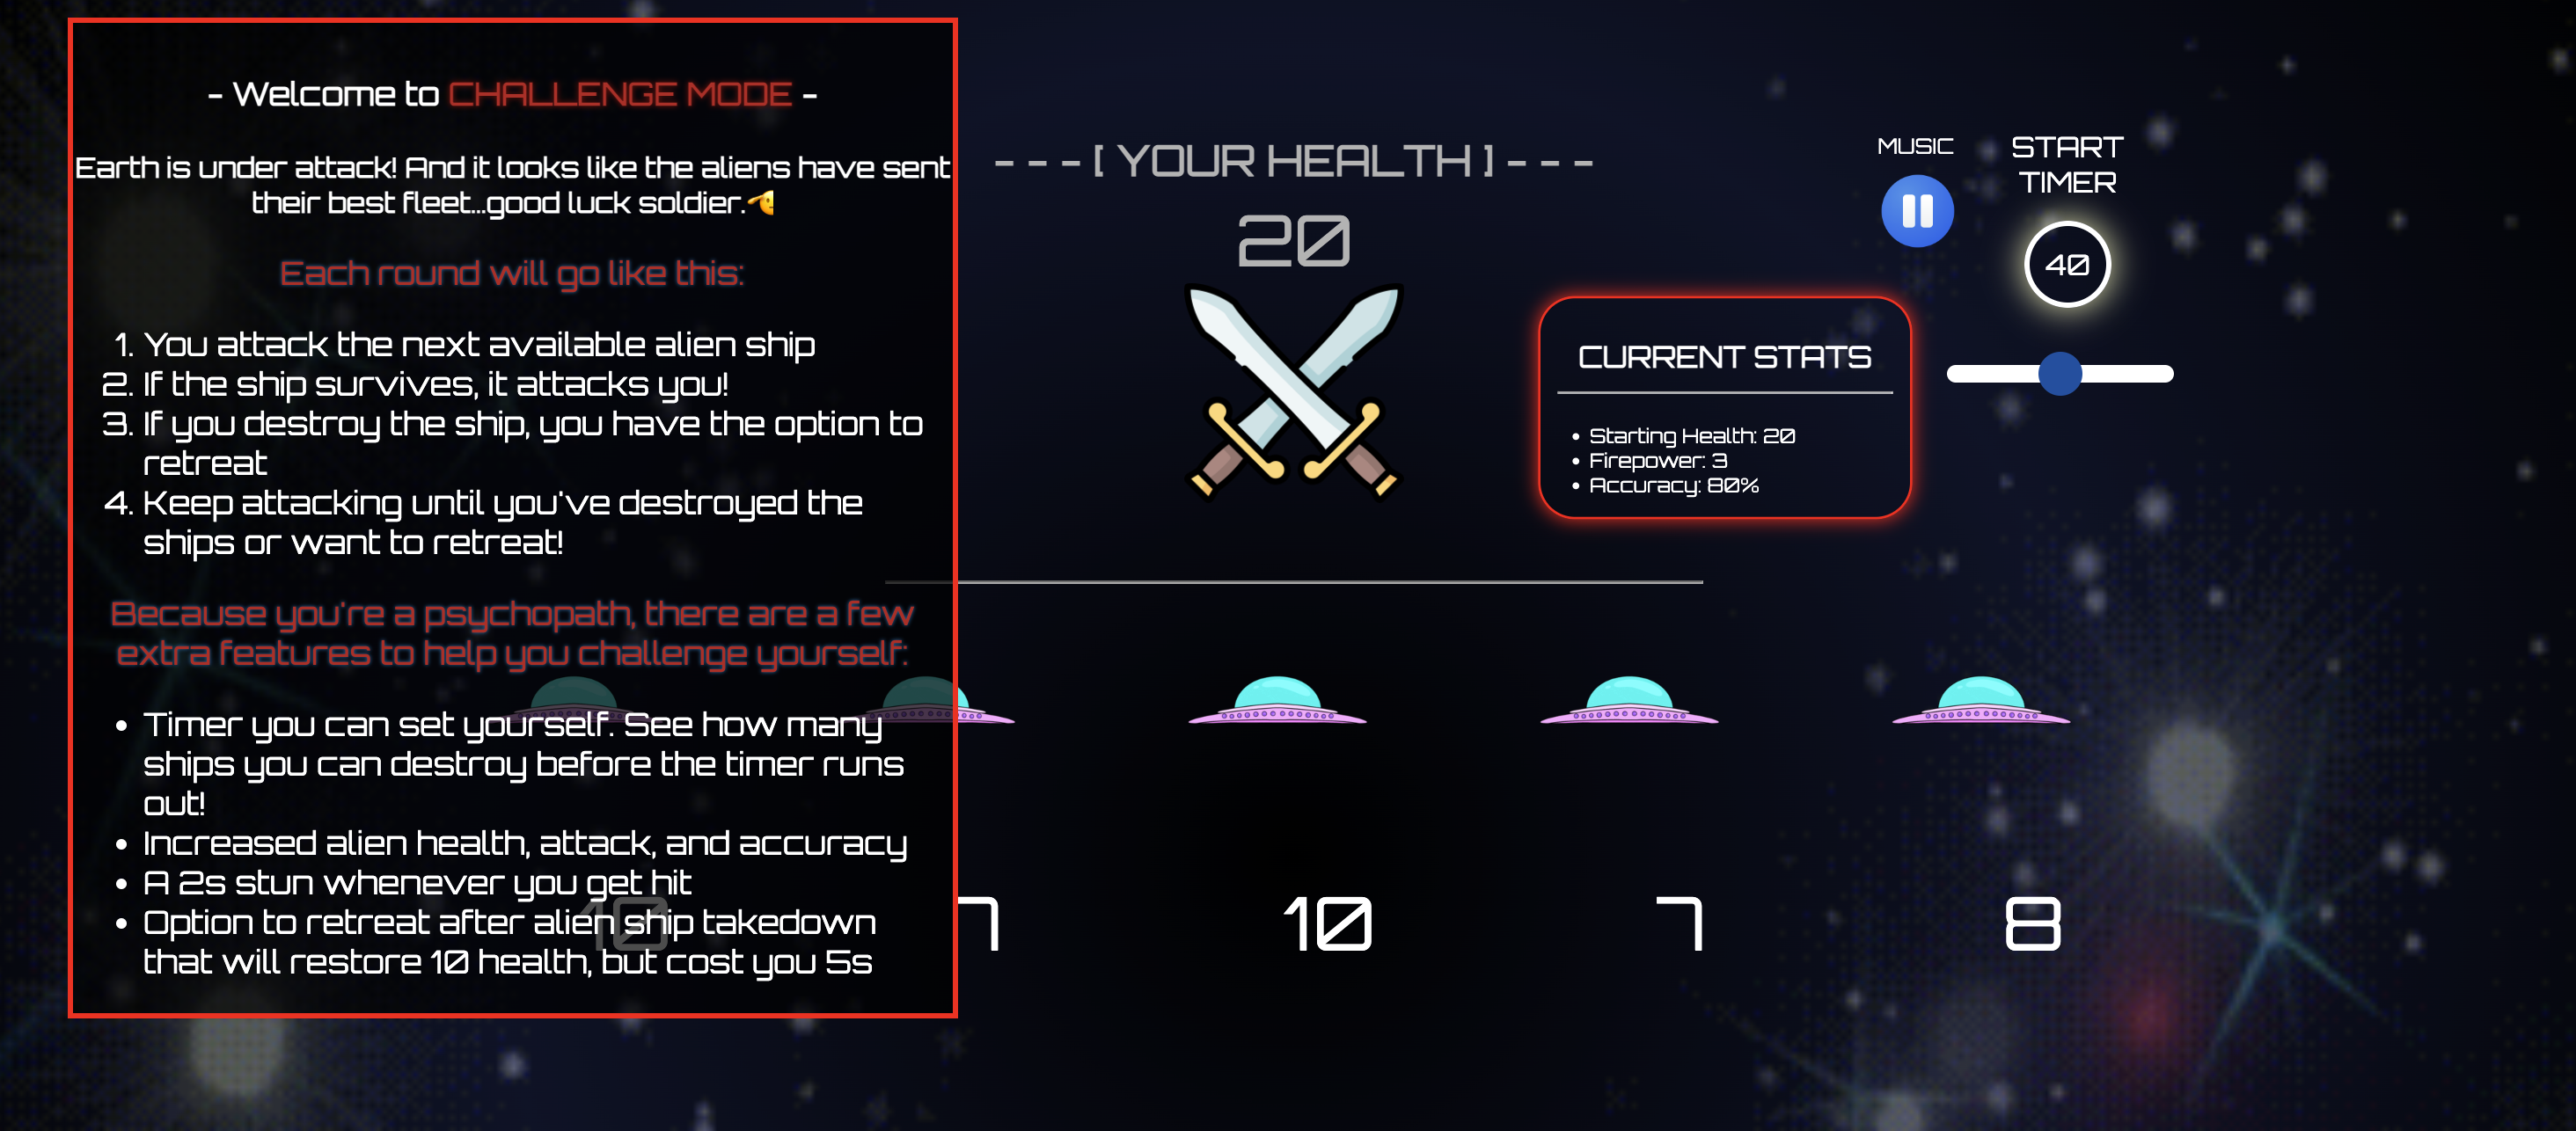 - Welcome to CHALLENGE MODE -
Earth is under attack! And it looks like the aliens have sent
their best fleet...good luck soldier.🫡
Each round will go like this:
1. You attack the next available alien ship
2. If the ship survives, it attacks you!
3. If you destroy the ship, you have the option to
retreat
4. Keep attacking until you've destroyed the
ships or want to retreat!
Because you're a psychopath, there are a few
extra features to help you challenge yourself:
• Timer you can set yourself. See how many
ships you can destroy before the timer runs
out!
• Increased alien health, attack, and accuracy
• A 2s stun whenever you get hit
• Option to retreat after alien ship takedown
that will restore 10 health, but cost you 5s
- - - [ YOUR HEALTH ] - - -
20
CURRENT STATS
• Starting Health: 20
• Firepower: 3
• Accuracy: 80%
MUSIC
START
TIMER
40
10 7 10 7 8